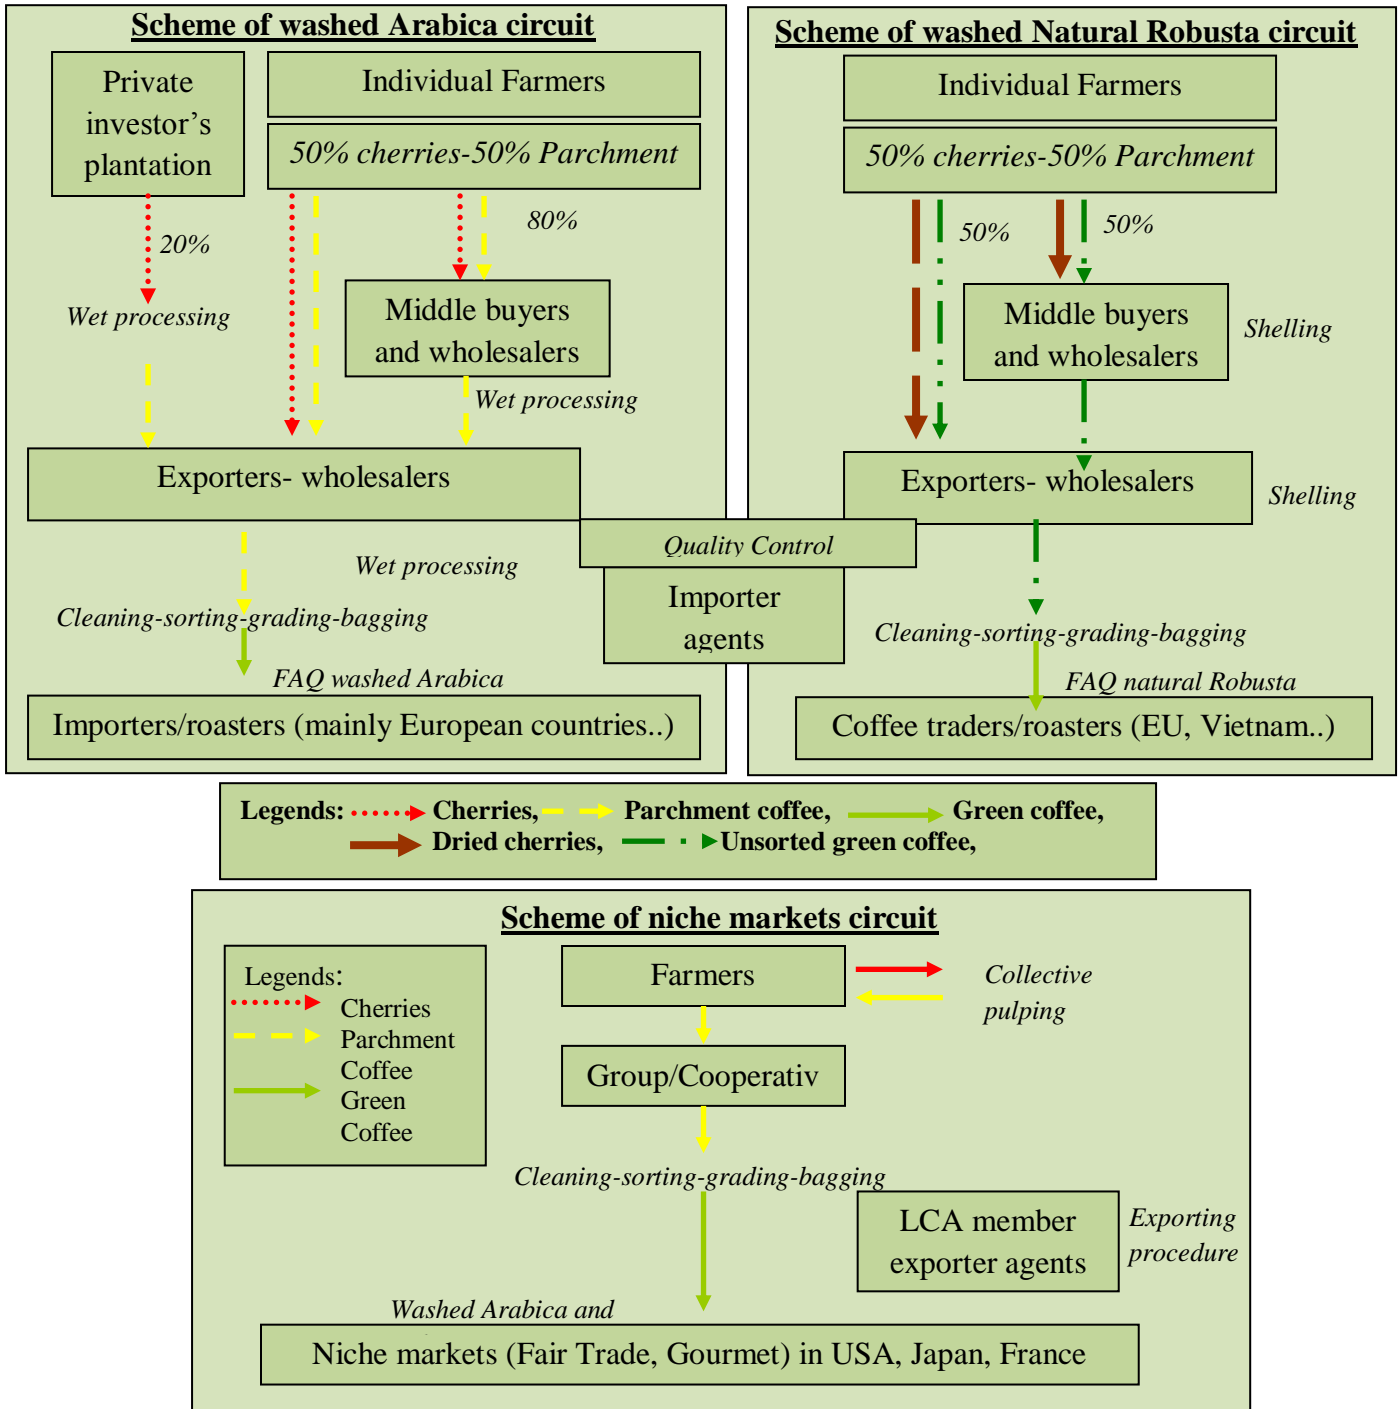 Scheme of washed Arabica circuit
Private
investor's
plantation
Individual Farmers
50% cherries-50% Parchment
20%
80%
Wet processing
Middle buyers
and wholesalers
Wet processing
Exporters- wholesalers
Wet processing
Cleaning-sorting-grading-bagging
FAQ washed Arabica
Importers/roasters (mainly European countries..)
Scheme of washed Natural Robusta circuit
Individual Farmers
50% cherries-50% Parchment
50%
50%
Middle buyers
and wholesalers
Shelling
Exporters- wholesalers
Shelling
Quality Control
Importer
agents
Cleaning-sorting-grading-bagging
FAQ natural Robusta
Coffee traders/roasters (EU, Vietnam..)
Legends: Cherries, Parchment coffee, Green coffee,
Dried cherries, Unsorted green coffee,
Scheme of niche markets circuit
Legends:
Cherries
Parchment
Coffee
Green
Coffee
Farmers
Collective
pulping
Group/Cooperativ
Cleaning-sorting-grading-bagging
LCA member
exporter agents
Exporting
procedure
Washed Arabica and
Niche markets (Fair Trade, Gourmet) in USA, Japan, France